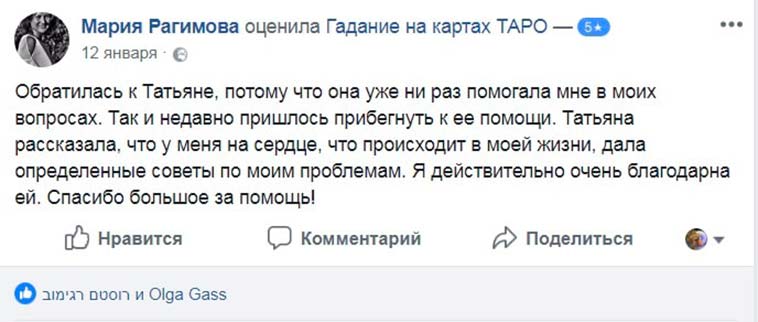 Мария Рагимова оценила Гадание на картах ТАРО — 5★
12 января ·
Обратилась к Татьяне, потому что она уже ни раз помогала мне в моих
вопросах. Так и недавно пришлось прибегнуть к ее помощи. Татьяна
рассказала, что у меня на сердце, что происходит в моей жизни, дала
определенные советы по моим проблемам. Я действительно очень благодарна
ей. Спасибо большое за помощь!
Нравится Комментарий Поделиться
רוסטם רגימוב и Olga Gass